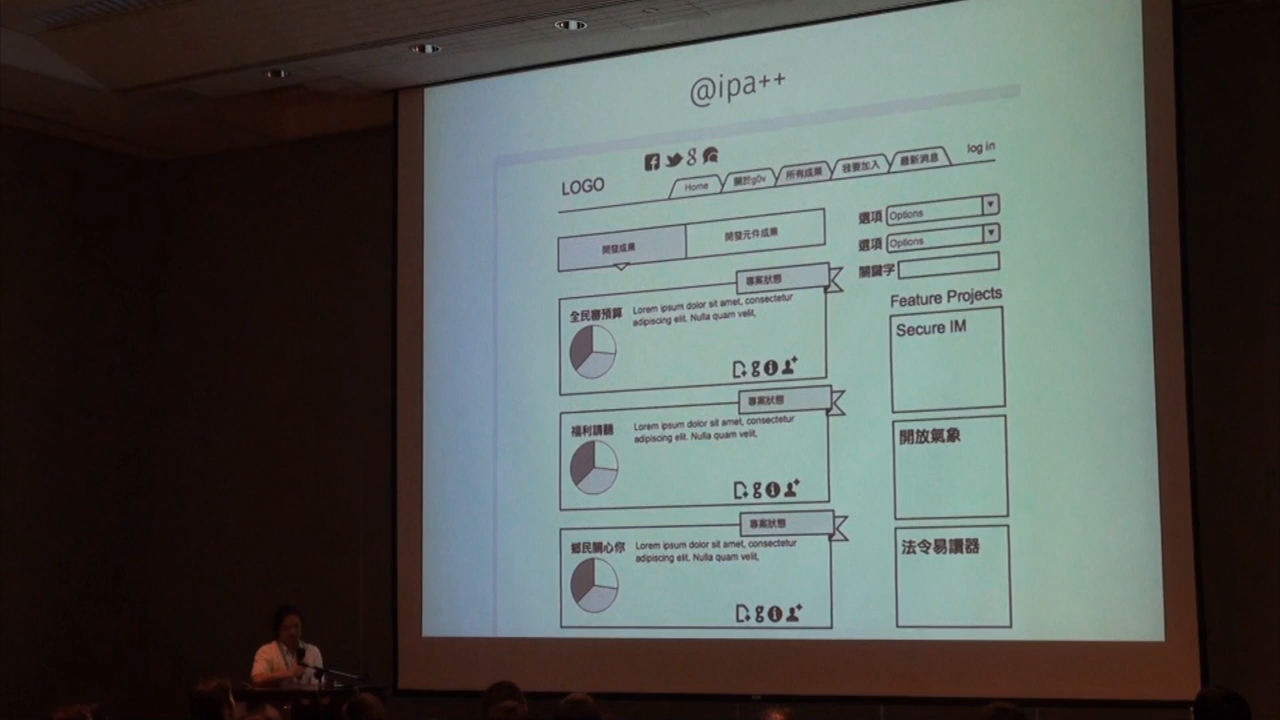 @ipa++
LOGO
Home
關於g0v
所有成果
我要加入
最新消息
log in
開發成果
開發元件成果
選項 Options
選項 Options
關鍵字
專案狀態
全民審預算
Lorem ipsum dolor sit amet, consectetur
adipiscing elit. Nulla quam velit,
專案狀態
福利請聽
Lorem ipsum dolor sit amet, consectetur
adipiscing elit. Nulla quam velit,
專案狀態
鄉民關心你
Lorem ipsum dolor sit amet, consectetur
adipiscing elit. Nulla quam velit,
Feature Projects
Secure IM
開放氣象
法令易讀器